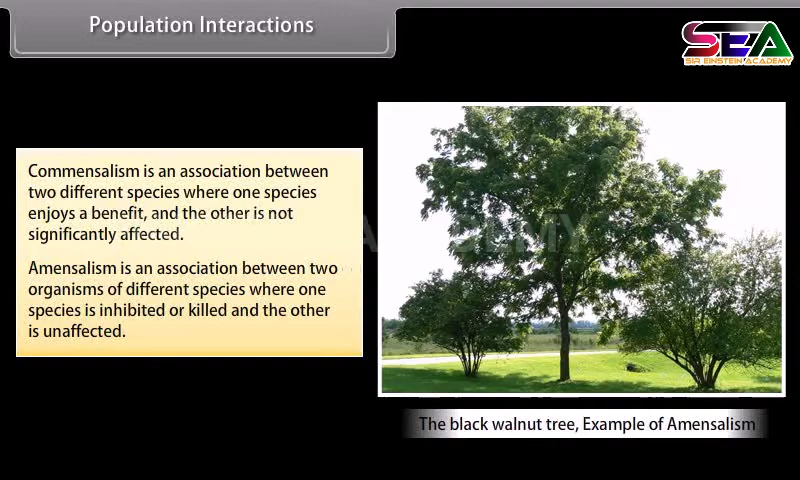 Population Interactions
SEA
SIR EINSTEIN ACADEMY
Commensalism is an association between
two different species where one species
enjoys a benefit, and the other is not
significantly affected.
Amensalism is an association between two
organisms of different species where one
species is inhibited or killed and the other
is unaffected.
ACADEMY
The black walnut tree, Example of Amensalism